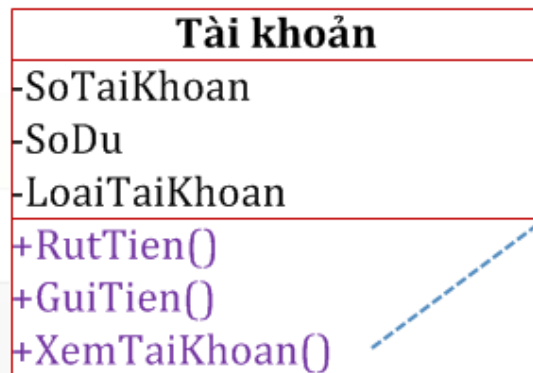 Tài khoản
-SoTaiKhoan
-SoDu
-LoaiTaiKhoan
+RutTien()
+GuiTien()
+XemTaiKhoan()